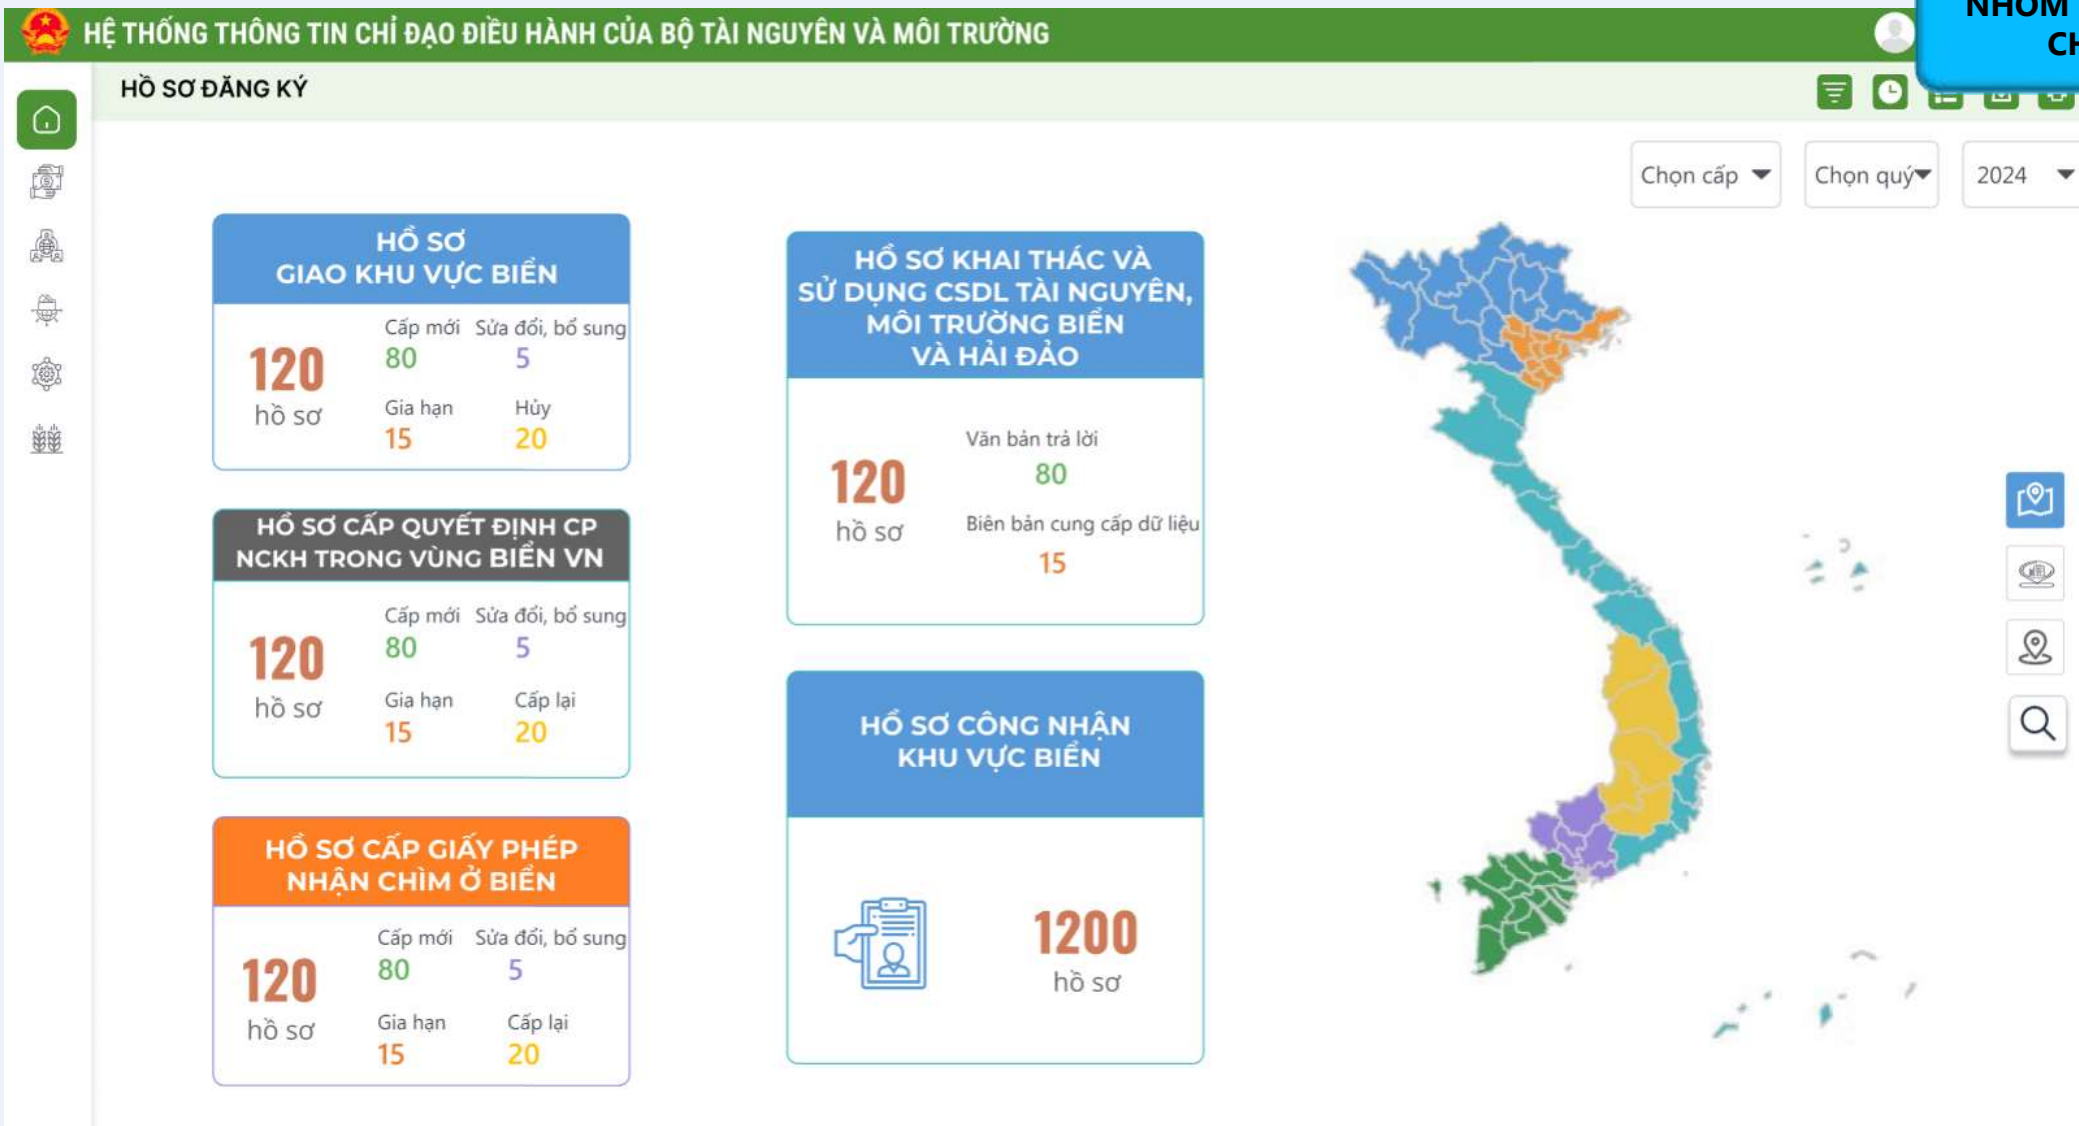 HỆ THỐNG THÔNG TIN CHỈ ĐẠO ĐIỀU HÀNH CỦA BỘ TÀI NGUYÊN VÀ MÔI TRƯỜNG
NHÓM
HỒ SƠ ĐĂNG KÝ
Chọn cấp
Chọn quý
2024
HỒ SƠ
GIAO KHU VỰC BIỂN
120
hồ sơ
Cấp mới Sửa đổi, bổ sung
80 5
Gia hạn Hủy
15 20
HỒ SƠ CẤP QUYẾT ĐỊNH CP
NCKH TRONG VÙNG BIỂN VN
120
hồ sơ
Cấp mới Sửa đổi, bổ sung
80 5
Gia hạn Cấp lại
15 20
HỒ SƠ CẤP GIẤY PHÉP
NHẬN CHÌM Ở BIỂN
120
hồ sơ
Cấp mới Sửa đổi, bổ sung
80 5
Gia hạn Cấp lại
15 20
HỒ SƠ KHAI THÁC VÀ
SỬ DỤNG CSDL TÀI NGUYÊN,
MÔI TRƯỜNG BIỂN
VÀ HẢI ĐẢO
120
hồ sơ
Văn bản trả lời
80
Biên bản cung cấp dữ liệu
15
HỒ SƠ CÔNG NHẬN
KHU VỰC BIỂN
1200
hồ sơ